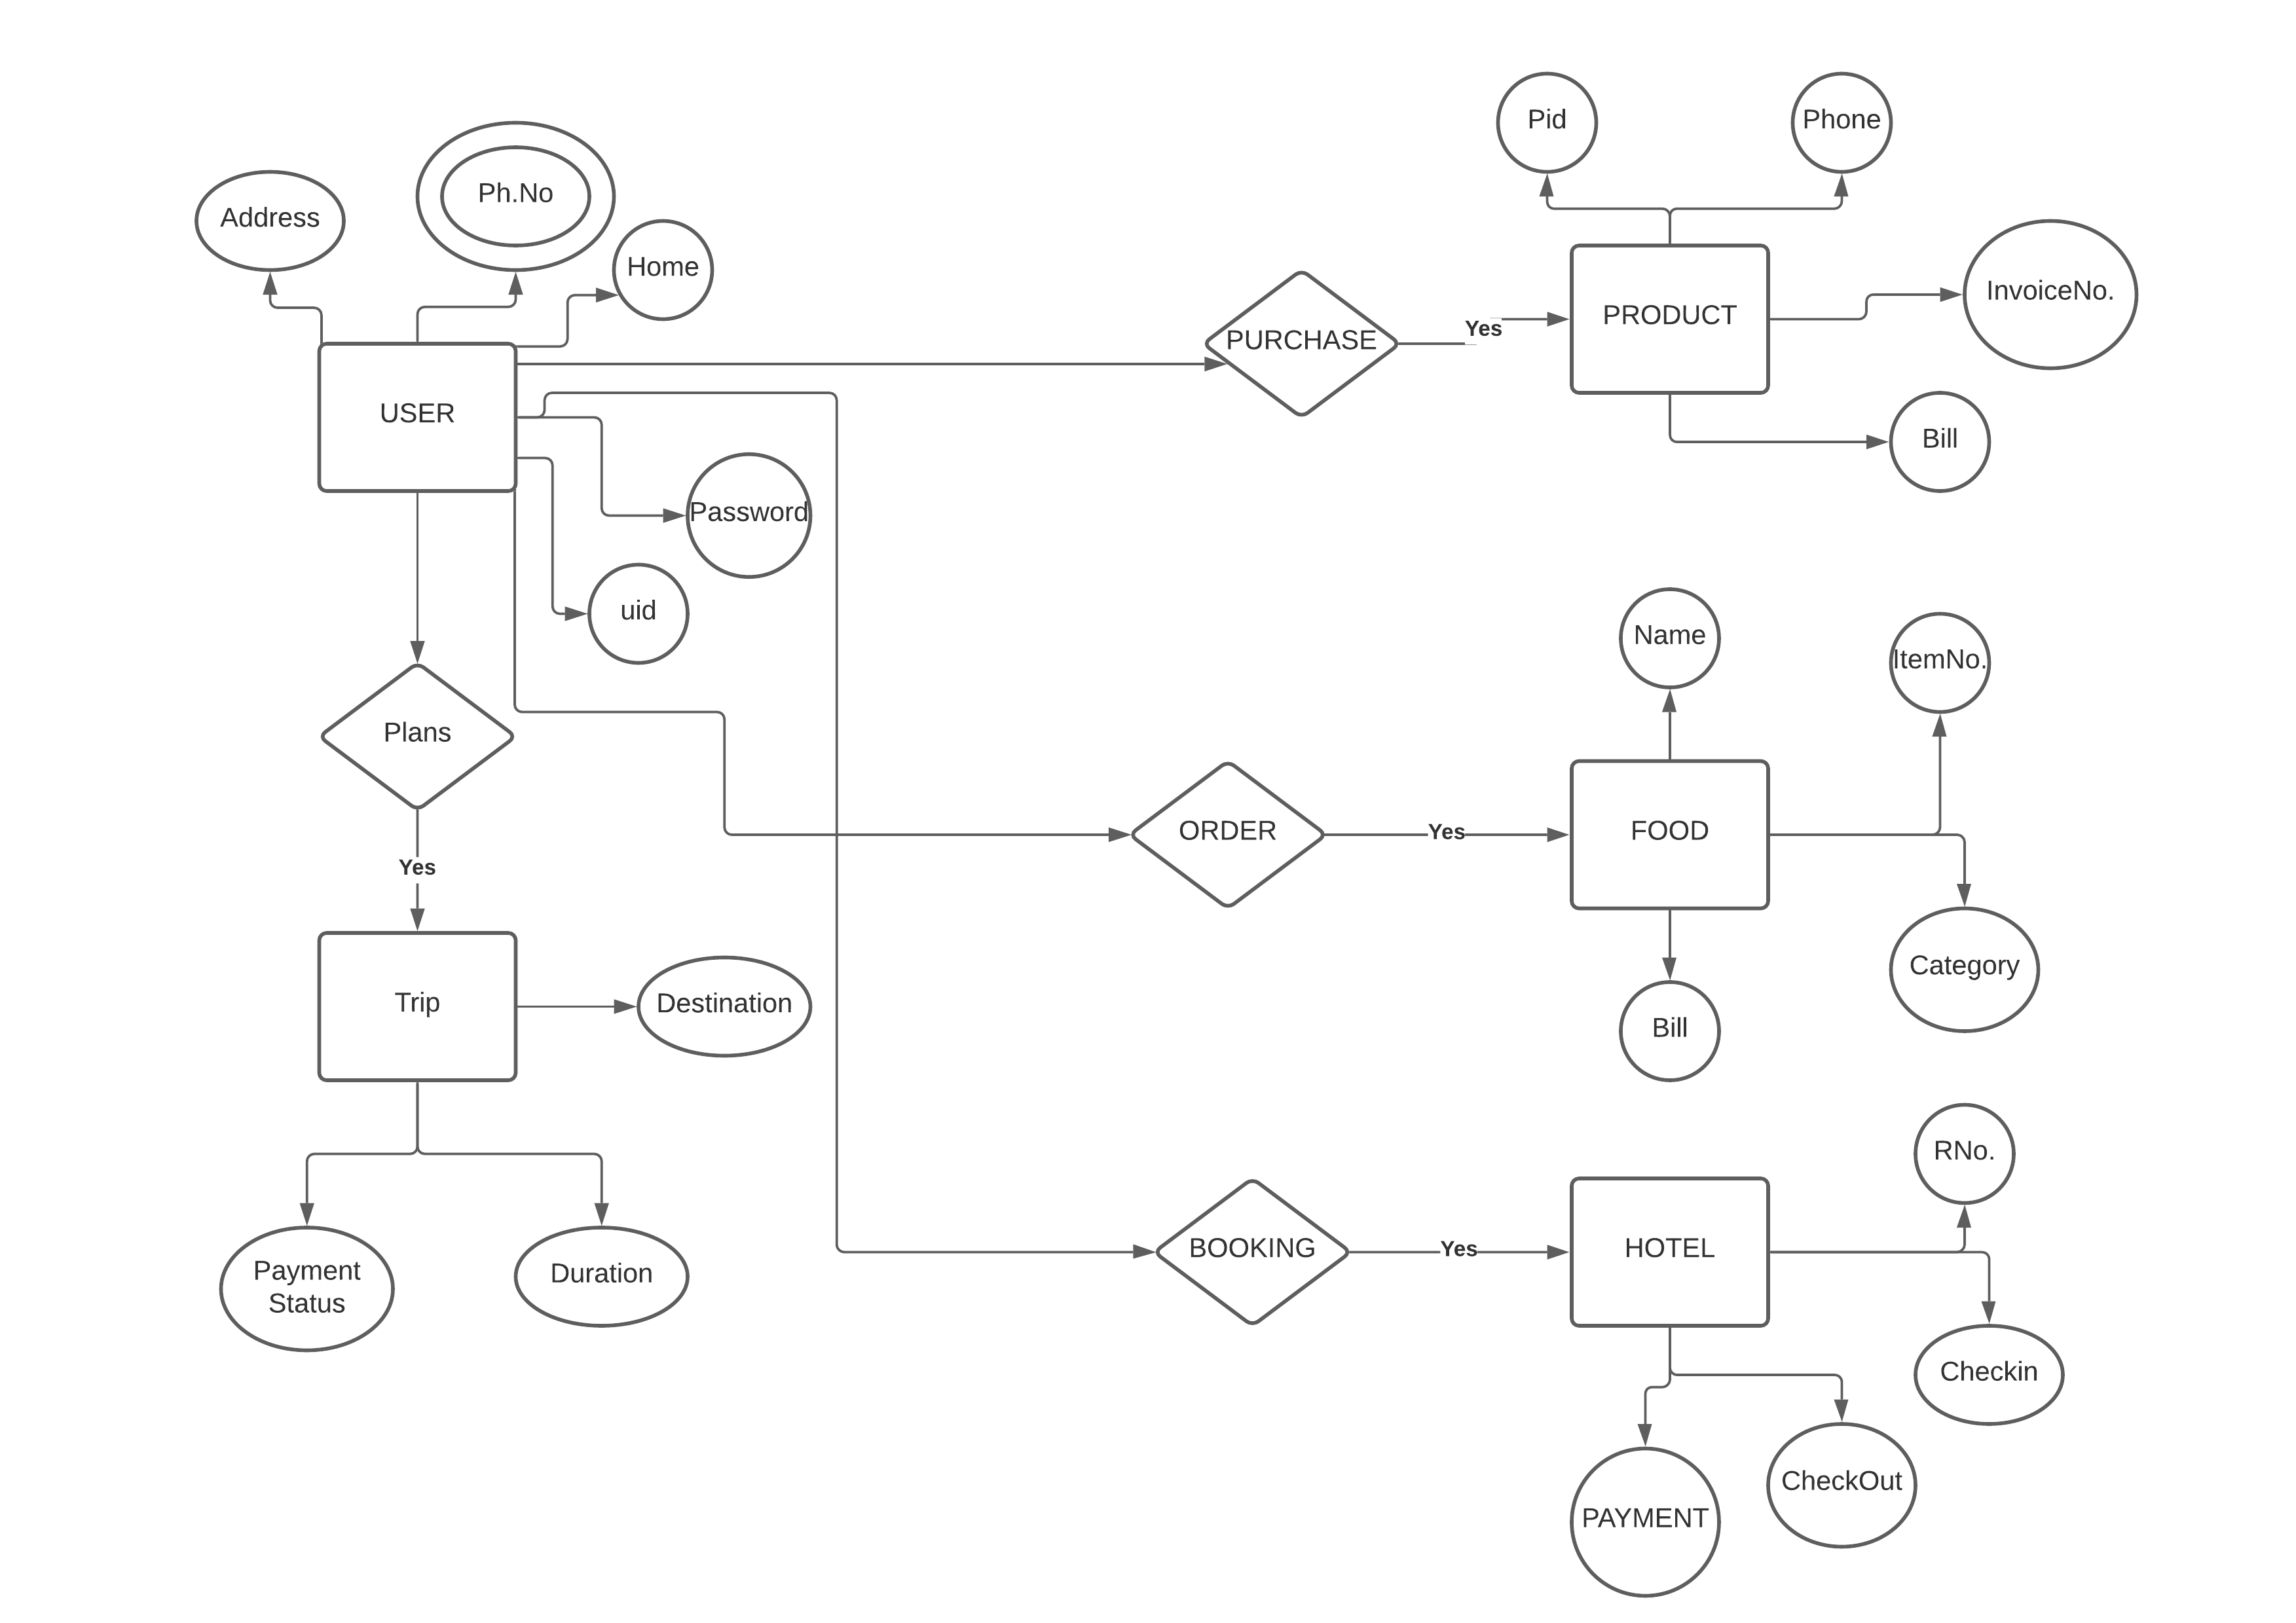 Pid
Phone
Address
Ph.No
Home
InvoiceNo.
PRODUCT
PURCHASE
Yes
USER
Bill
Password
uid
Name
ItemNo.
Plans
ORDER
Yes
FOOD
Yes
Category
Trip
Destination
Bill
RNo.
BOOKING
Yes
HOTEL
Payment
Status
Duration
Checkin
CheckOut
PAYMENT